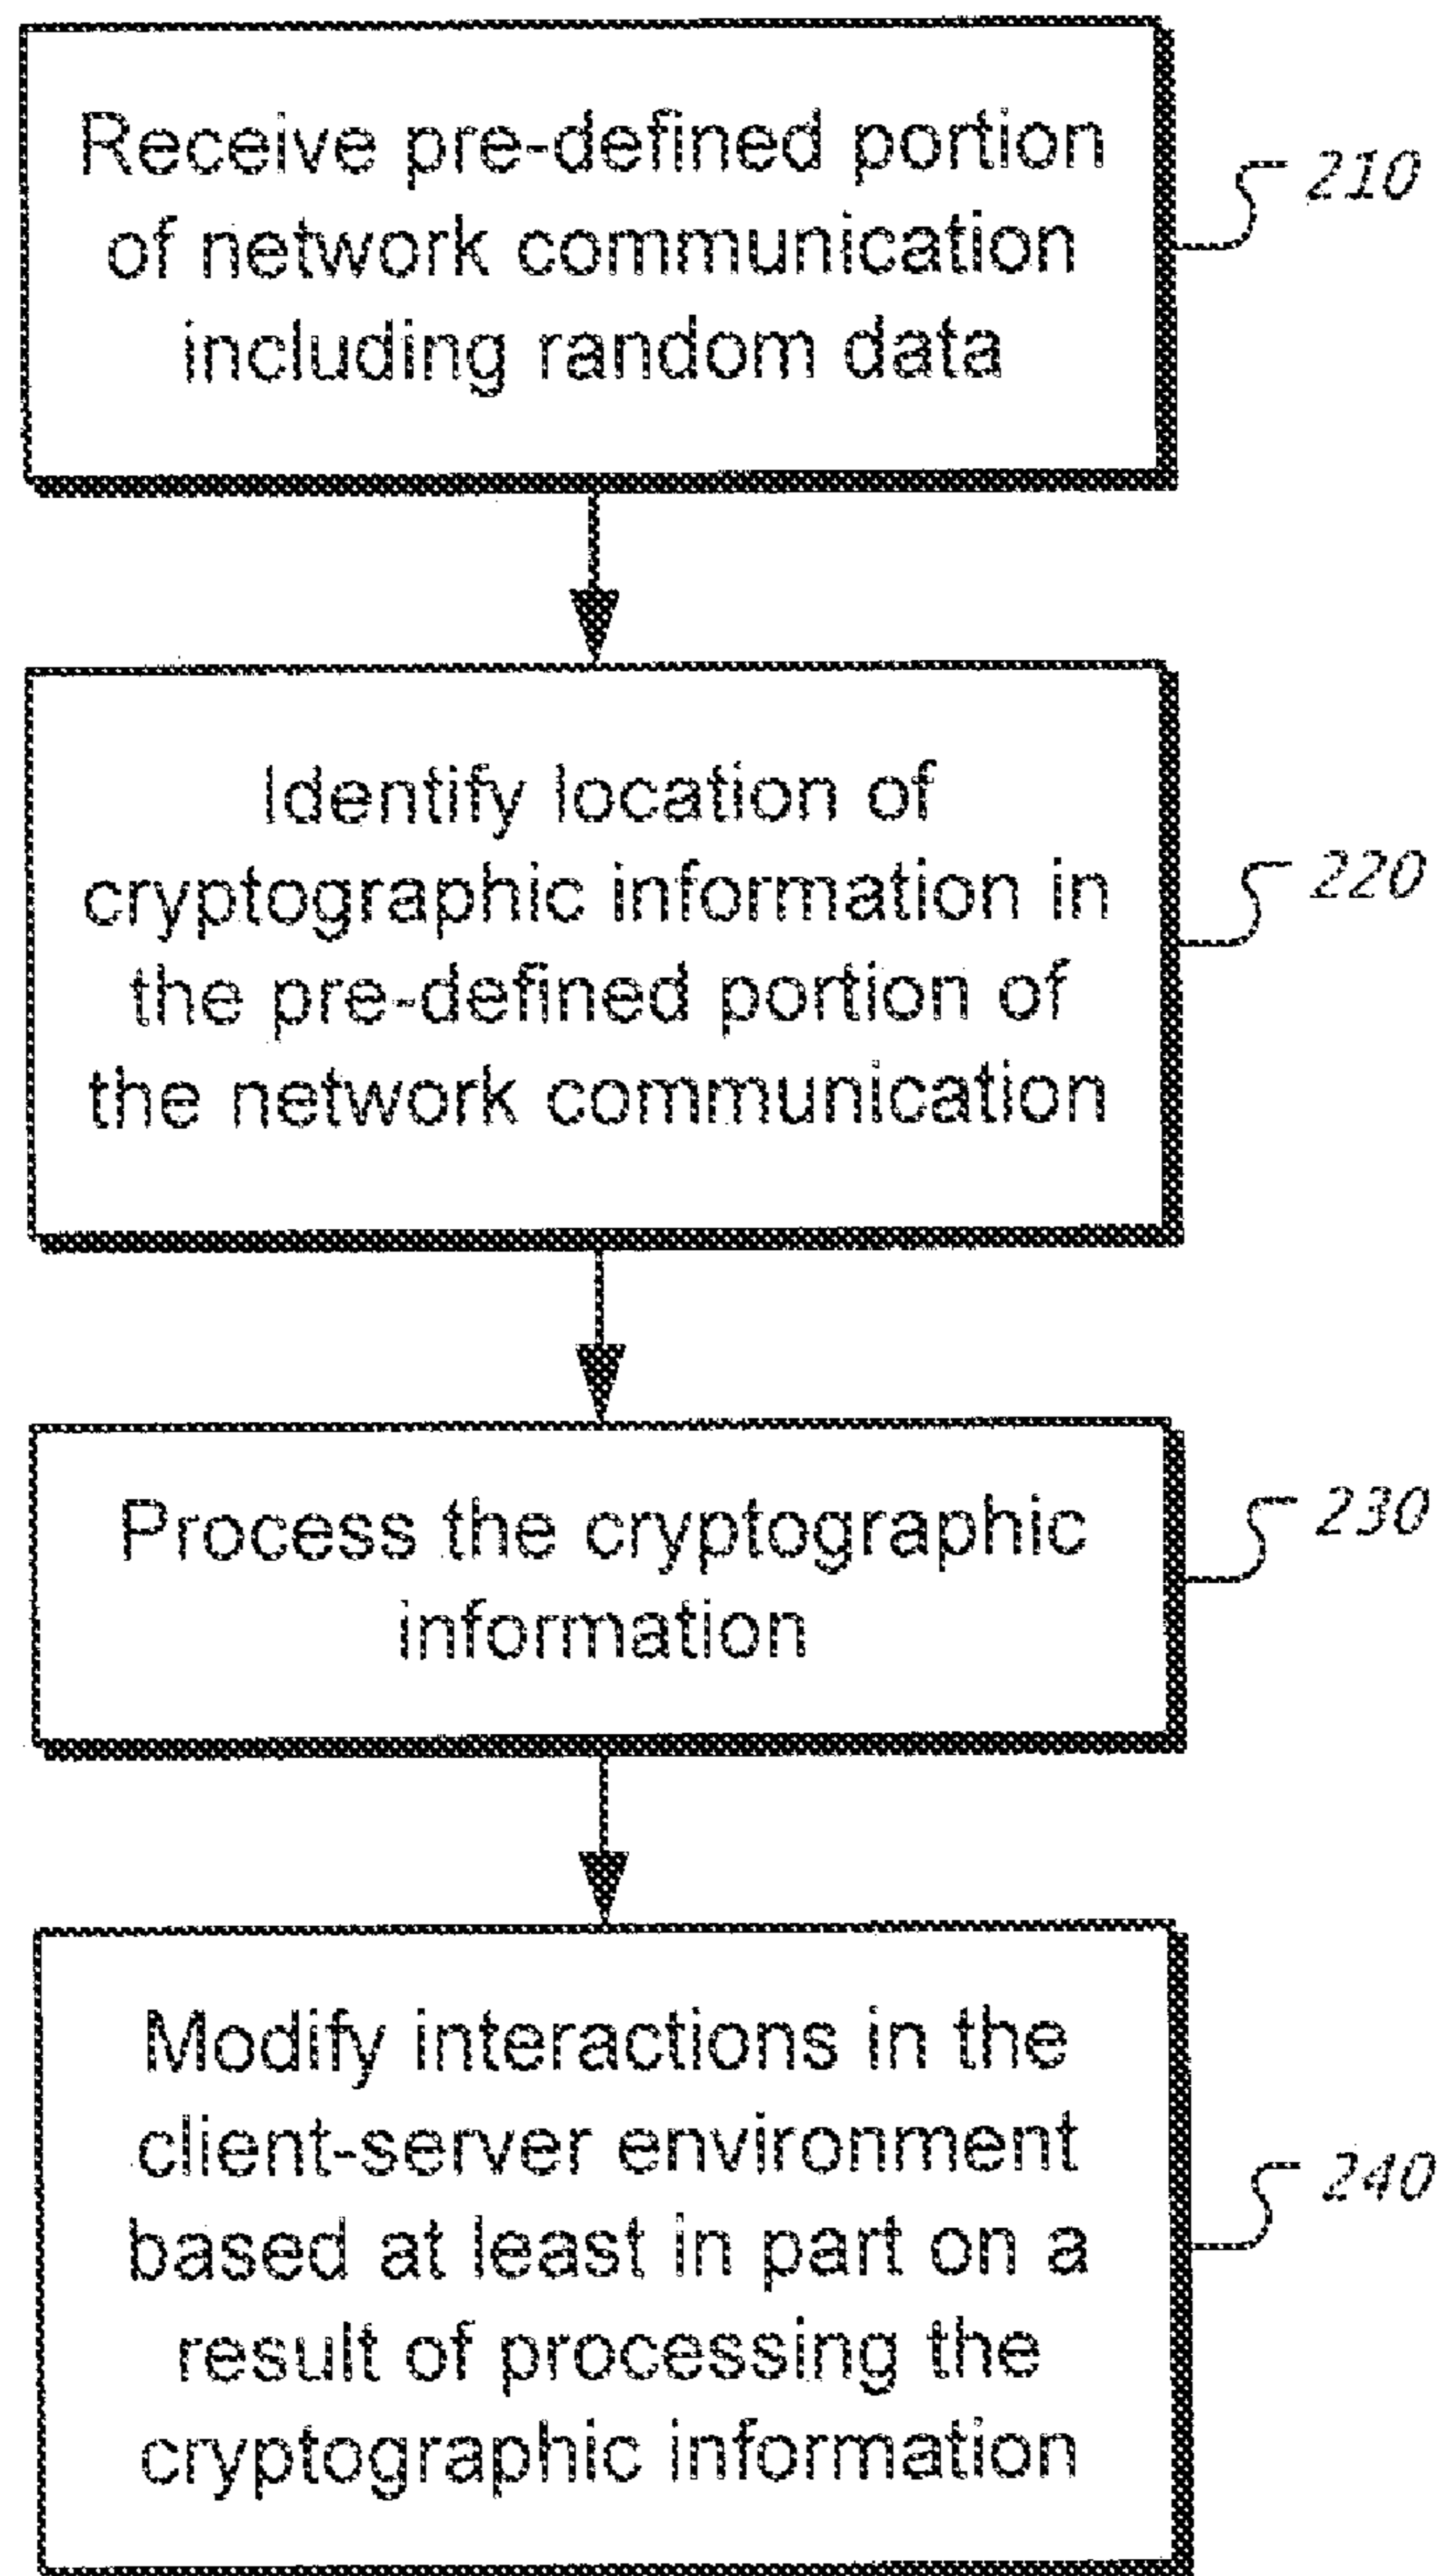 Receive pre-defined portion
of network communication
including random data
210
Identify location of
cryptographic information in
the pre-defined portion of
the network communication
220
Process the cryptographic
information
230
Modify interactions in the
client-server environment
based at least in part on a
result of processing the
cryptographic information
240